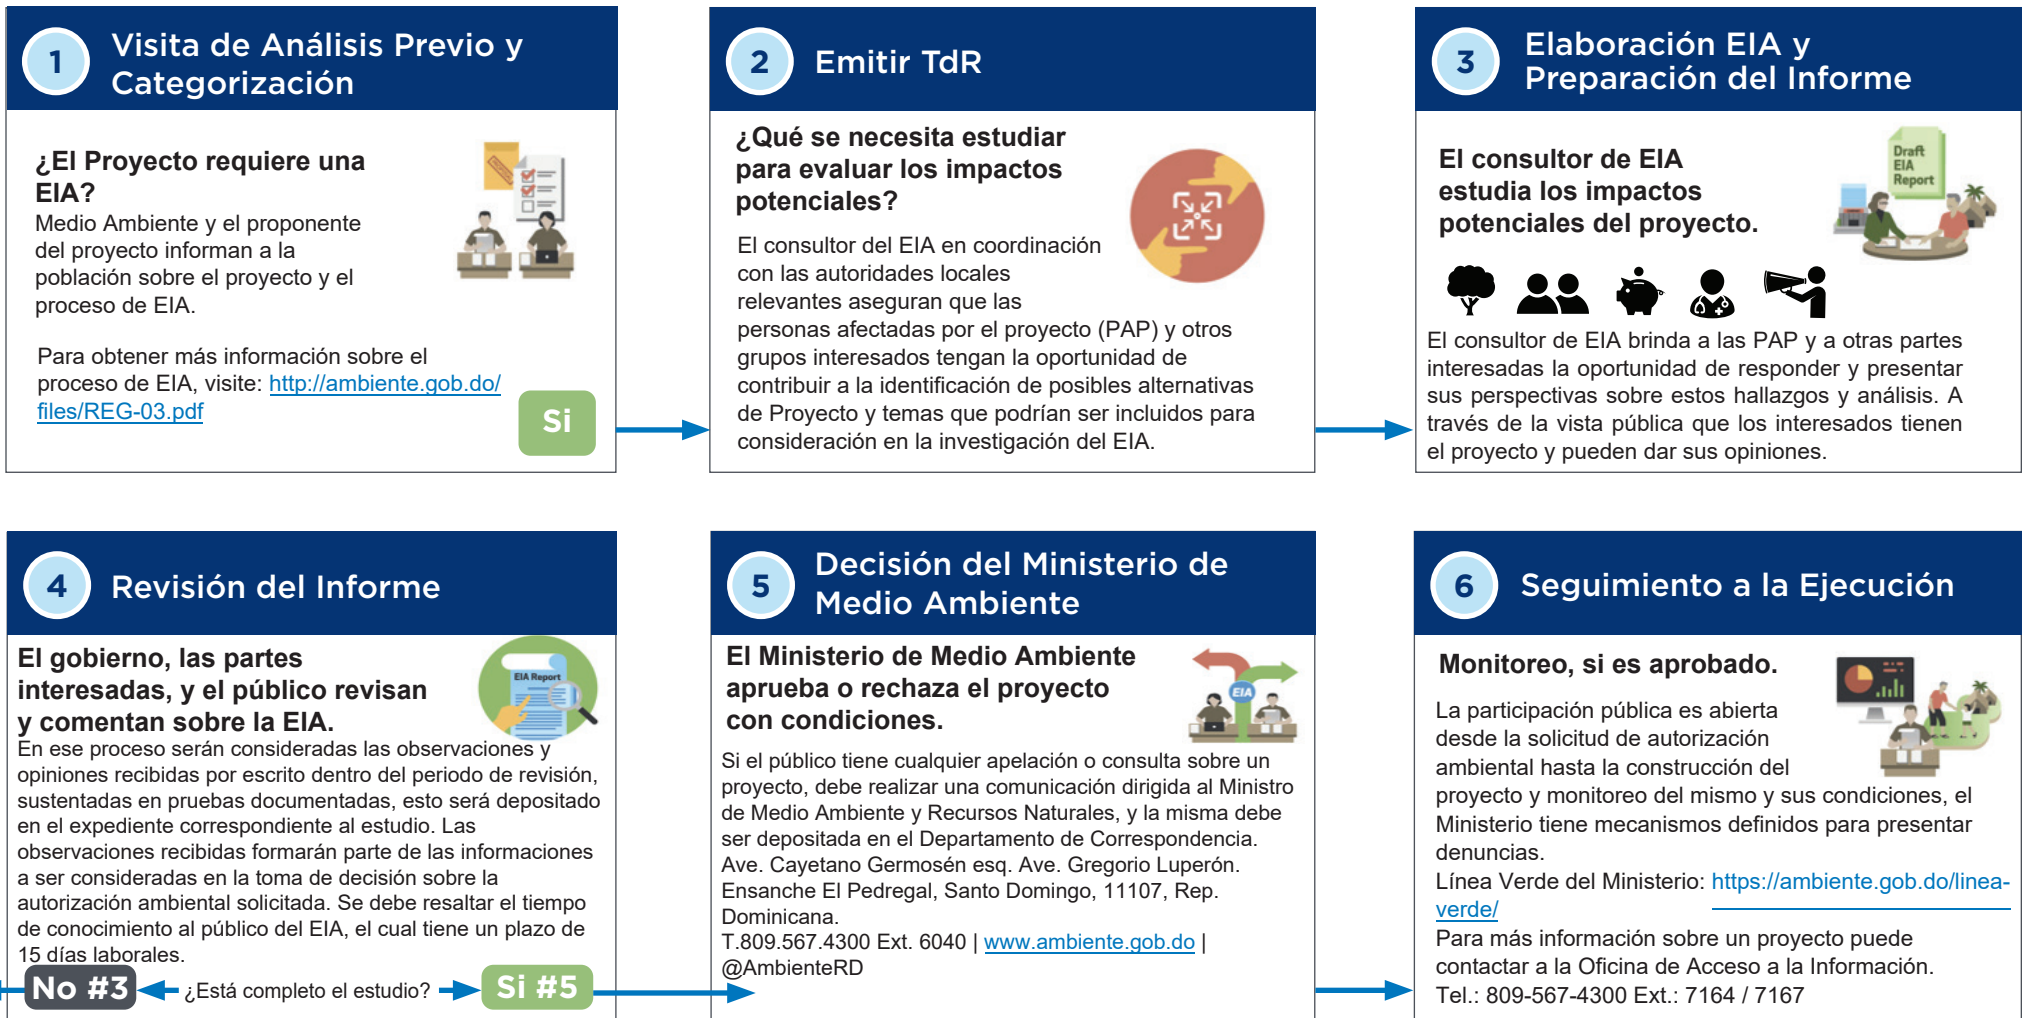 1
Visita de Análisis Previo y
Categorización
¿El Proyecto requiere una
EIA?
Medio Ambiente y el proponente
del proyecto informan a la
población sobre el proyecto y el
proceso de EIA.
Para obtener más información sobre el
proceso de EIA, visite: http://ambiente.gob.do/
files/REG-03.pdf
Si
2
Emitir TdR
¿Qué se necesita estudiar
para evaluar los impactos
potenciales?
El consultor del EIA en coordinación
con las autoridades locales
relevantes aseguran que las
personas afectadas por el proyecto (PAP) y otros
grupos interesados tengan la oportunidad de
contribuir a la identificación de posibles alternativas
de Proyecto y temas que podrían ser incluidos para
consideración en la investigación del EIA.
3
Elaboración EIA y
Preparación del Informe
El consultor de EIA
estudia los impactos
potenciales del proyecto.
Draft
EIA
Report
El consultor de EIA brinda a las PAP y a otras partes
interesadas la oportunidad de responder y presentar
sus perspectivas sobre estos hallazgos y análisis. A
través de la vista pública que los interesados tienen
el proyecto y pueden dar sus opiniones.
4
Revisión del Informe
El gobierno, las partes
interesadas, y el público revisan
y comentan sobre la EIA.
EIA Report
En ese proceso serán consideradas las observaciones y
opiniones recibidas por escrito dentro del periodo de revisión,
sustentadas en pruebas documentadas, esto será depositado
en el expediente correspondiente al estudio. Las
observaciones recibidas formarán parte de las informaciones
a ser consideradas en la toma de decisión sobre la
autorización ambiental solicitada. Se debe resaltar el tiempo
de conocimiento al público del EIA, el cual tiene un plazo de
15 días laborales.
No #3 ¿Está completo el estudio? Si #5
5
Decisión del Ministerio de
Medio Ambiente
El Ministerio de Medio Ambiente
aprueba o rechaza el proyecto
con condiciones.
EIA
Si el público tiene cualquier apelación o consulta sobre un
proyecto, debe realizar una comunicación dirigida al Ministro
de Medio Ambiente y Recursos Naturales, y la misma debe
ser depositada en el Departamento de Correspondencia.
Ave. Cayetano Germosén esq. Ave. Gregorio Luperón.
Ensanche El Pedregal, Santo Domingo, 11107, Rep.
Dominicana.
T.809.567.4300 Ext. 6040 | www.ambiente.gob.do |
@AmbienteRD
6
Seguimiento a la Ejecución
Monitoreo, si es aprobado.
La participación pública es abierta
desde la solicitud de autorización
ambiental hasta la construcción del
proyecto y monitoreo del mismo y sus condiciones, el
Ministerio tiene mecanismos definidos para presentar
denuncias.
Línea Verde del Ministerio: https://ambiente.gob.do/linea-
verde/
Para más información sobre un proyecto puede
contactar a la Oficina de Acceso a la Información.
Tel.: 809-567-4300 Ext.: 7164 / 7167